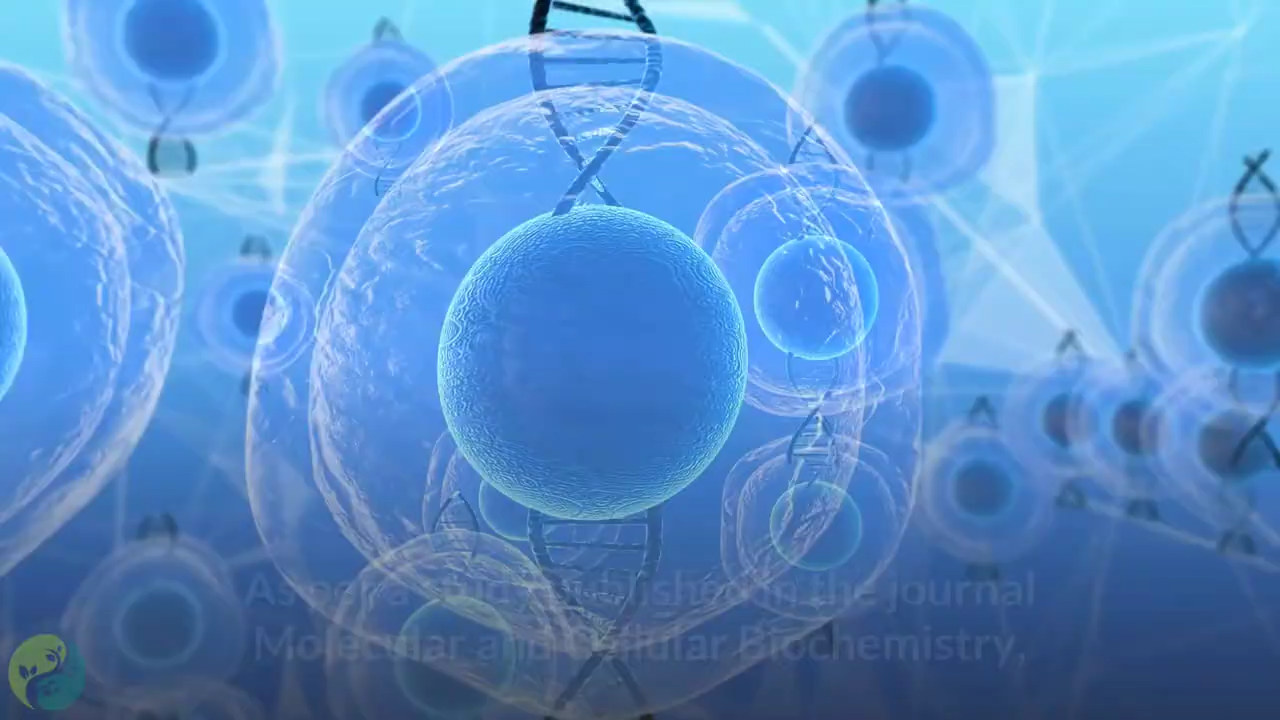 As per a study published in the journal
Molecular and Cellular Biochemistry,